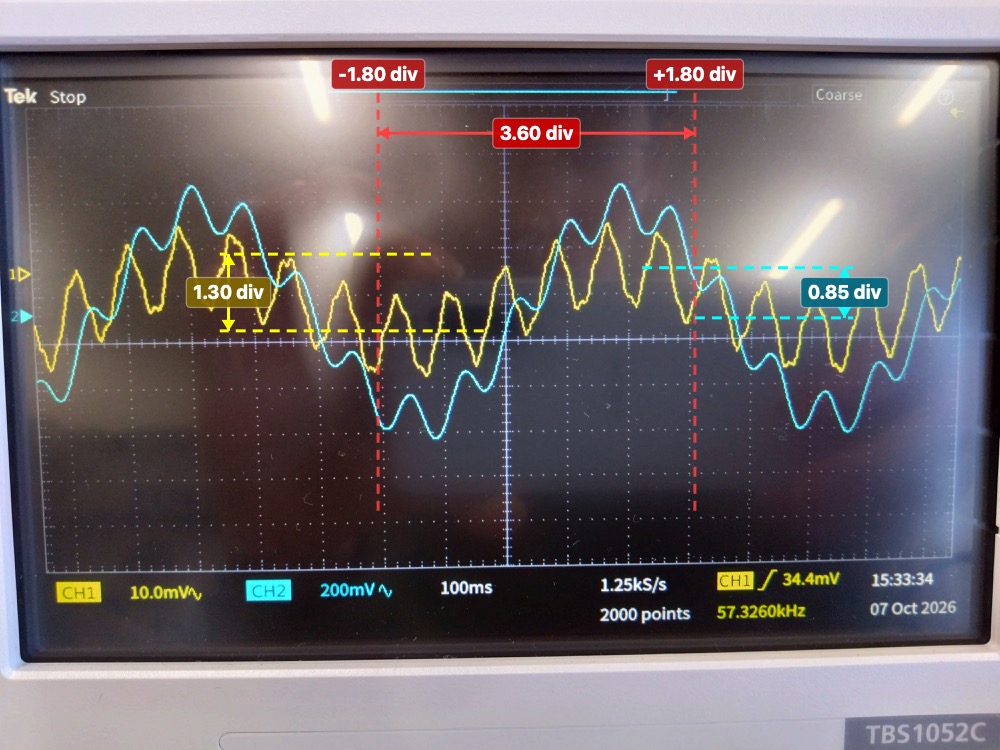 -1.80 div
+1.80 div
Tek Stop
Coarse
3.60 div
1
1.30 div
0.85 div
2
CH1 10.0mV
CH2 200mV
100ms
1.25kS/s
2000 points
CH1 34.4mV
57.3260kHz
15:33:34
07 Oct 2026
TBS1052C